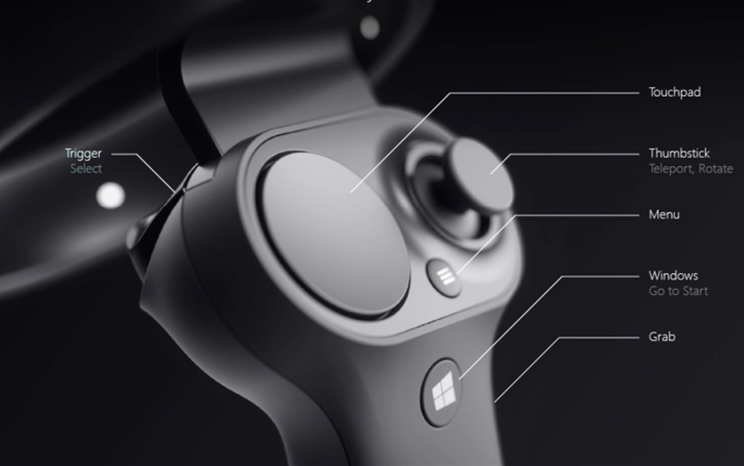 Touchpad
Trigger
Select
Thumbstick
Teleport, Rotate
Menu
Windows
Go to Start
Grab